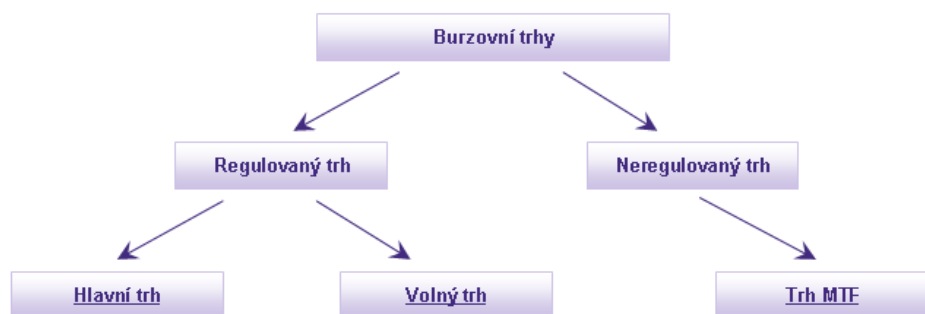 Burzovní trhy
Regulovaný trh
Neregulovaný trh
Hlavní trh
Volný trh
Trh MTF